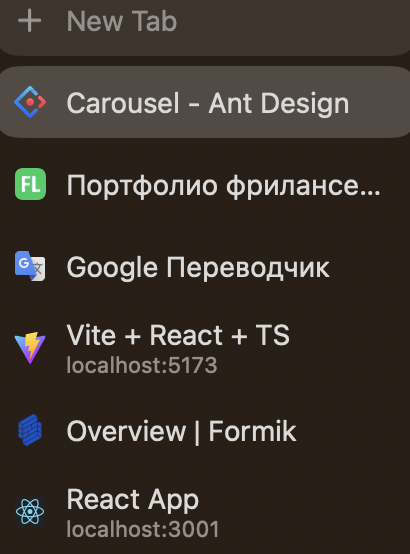 New Tab
Carousel - Ant Design
FL
Портфолио фрилансе...
G 文
Google Переводчик
Vite + React + TS
localhost:5173
Overview | Formik
React App
localhost:3001